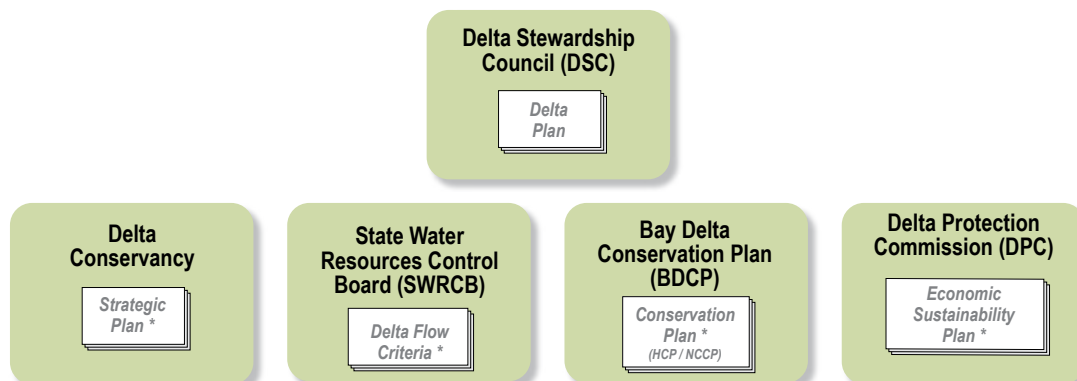 Delta Stewardship
Council (DSC)
Delta
Plan
Delta
Conservancy
Strategic
Plan *
State Water
Resources Control
Board (SWRCB)
Delta Flow
Criteria *
Bay Delta
Conservation Plan
(BDCP)
Conservation
Plan *
(HCP / NCCP)
Delta Protection
Commission (DPC)
Economic
Sustainability
Plan *